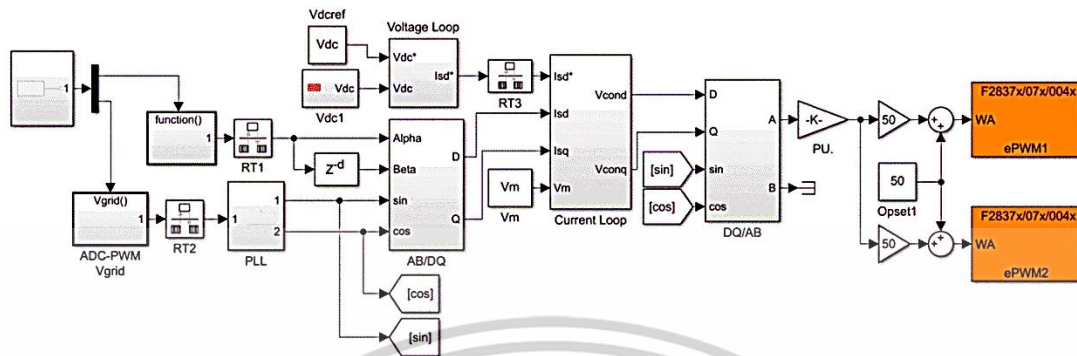 Vdcref
Voltage Loop
Vdc
Vdc*
Isd*
Vdc
Vdc
Vdc1
RT3
Isd*
Isd
Isq
Vm
Vcond
Vconq
Current Loop
Vm
Vm
1
function()
1
RT1
Z-d
Alpha
Beta
sin
cos
D
Q
AB/DQ
Vgrid()
1
ADC-PWM
Vgrid
RT2
1
1
2
PLL
[cos]
[sin]
[sin]
[cos]
D
Q
sin
cos
A
B
DQ/AB
-K-
PU.
50
+
+
50
Opset1
50
+
+
F2837x/07x/004x
WA
ePWM1
F2837x/07x/004x
WA
ePWM2